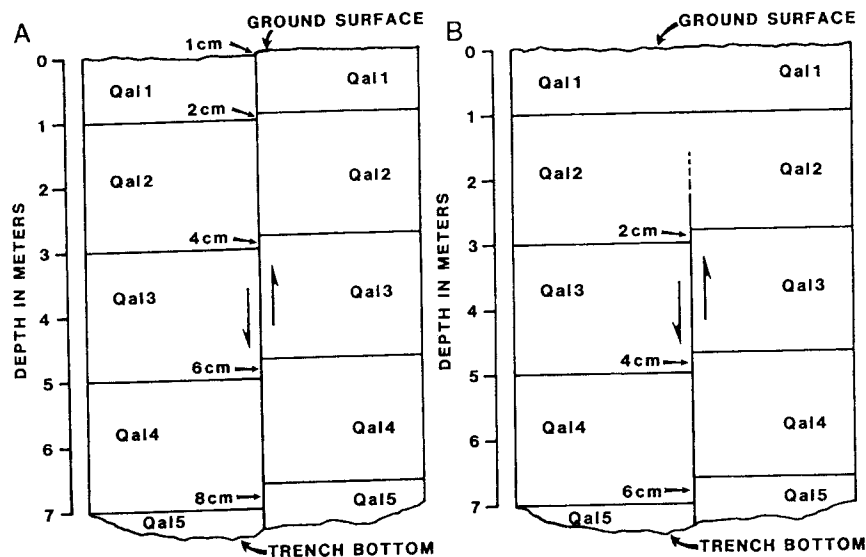 A
GROUND SURFACE
1cm
DEPTH IN METERS
0
1
2
3
4
5
6
7
Qal1
Qal1
2cm
Qal2
Qal2
4cm
Qal3
Qal3
6cm
Qal4
Qal4
8cm
Qal5
Qal5
TRENCH BOTTOM
B
GROUND SURFACE
DEPTH IN METERS
0
1
2
3
4
5
6
7
Qal1
Qal1
Qal2
Qal2
2cm
Qal3
Qal3
4cm
Qal4
Qal4
6cm
Qal5
Qal5
TRENCH BOTTOM